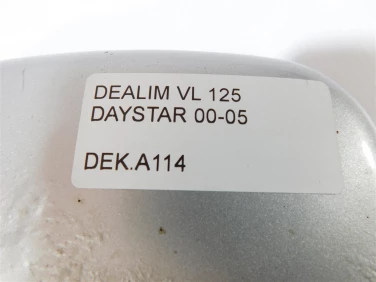 DEALIM VL 125
DAYSTAR 00-05
DEK.A114